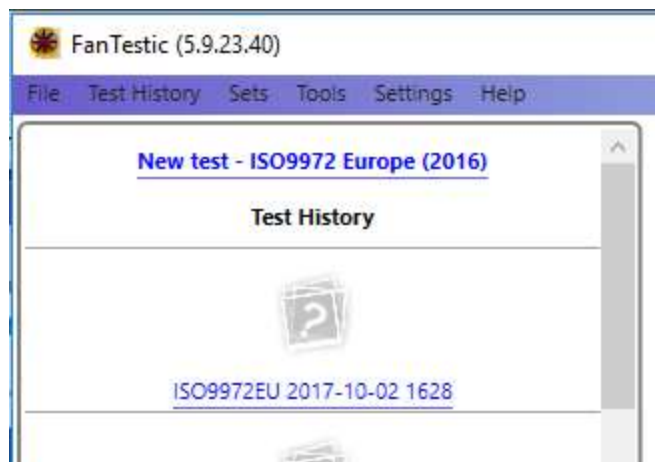 FanTestic (5.9.23.40)
File Test History Sets Tools Settings Help
New test - ISO9972 Europe (2016)
Test History
?
ISO9972EU 2017-10-02 1628